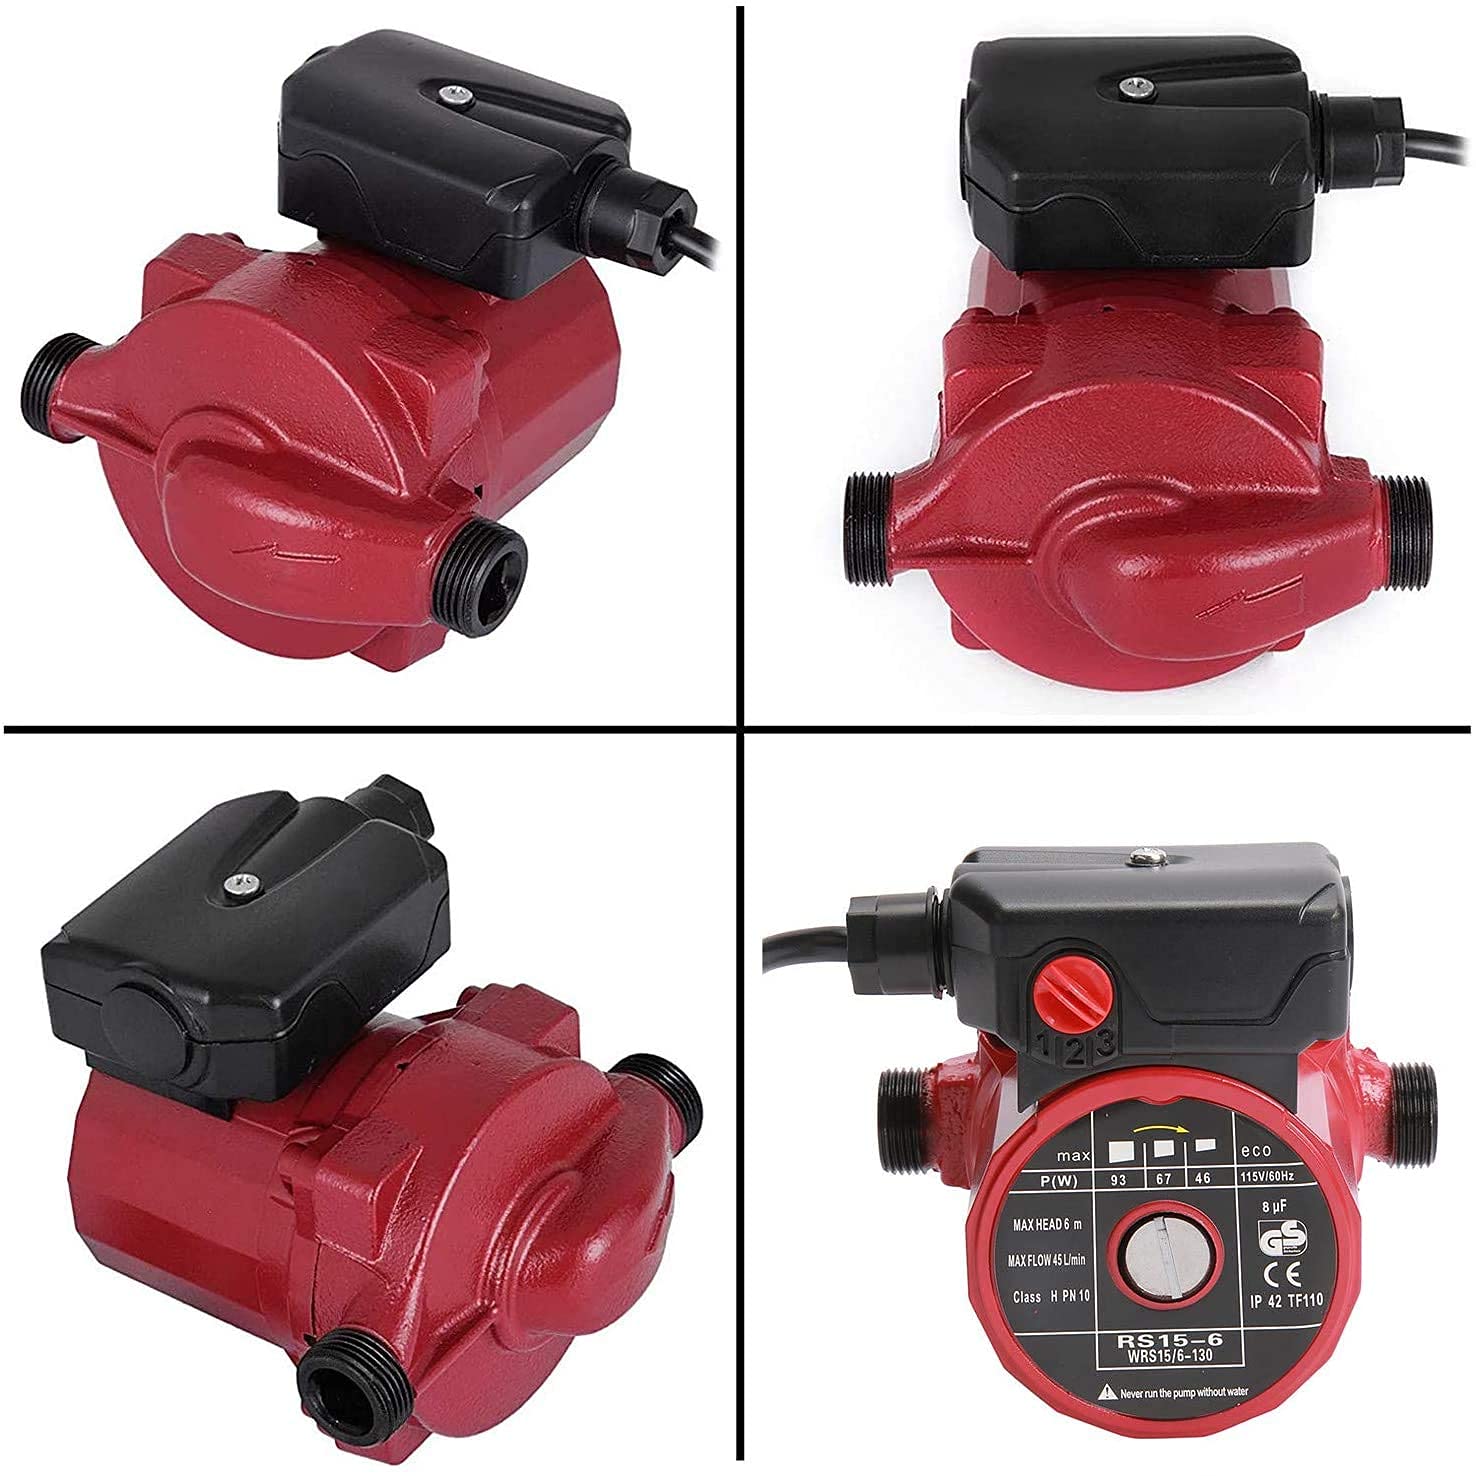 1 2 3
max eco
P(W) 93 67 46 115V/60Hz
8 µF
MAX HEAD 6 m
GS
MAX FLOW 45 L/min
CE
Class H PN 10
IP 42 TF110
RS15-6
WRS15/6-130
Never run the pump without water